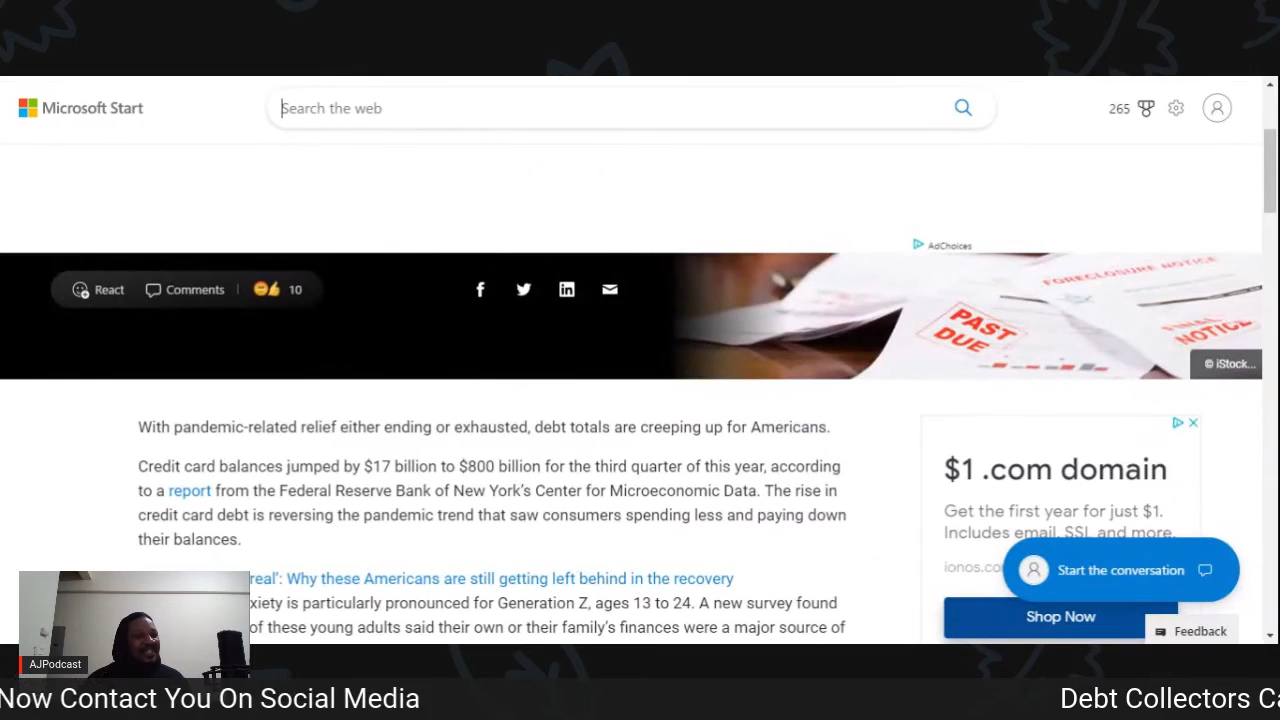 Microsoft Start
Search the web
265
AdChoices
React
Comments
10
FORECLOSURE NOTICE
PAST
DUE
FINAL
NOTICE
© iStock...
With pandemic-related relief either ending or exhausted, debt totals are creeping up for Americans.
Credit card balances jumped by $17 billion to $800 billion for the third quarter of this year, according
to a report from the Federal Reserve Bank of New York's Center for Microeconomic Data. The rise in
credit card debt is reversing the pandemic trend that saw consumers spending less and paying down
their balances.
real': Why these Americans are still getting left behind in the recovery
xiety is particularly pronounced for Generation Z, ages 13 to 24. A new survey found
of these young adults said their own or their family's finances were a major source of
$1 .com domain
Get the first year for just $1.
Includes email, SSL and more.
ionos.co
Start the conversation
Shop Now
Feedback
AJPodcast
Now Contact You On Social Media
Debt Collectors Ca